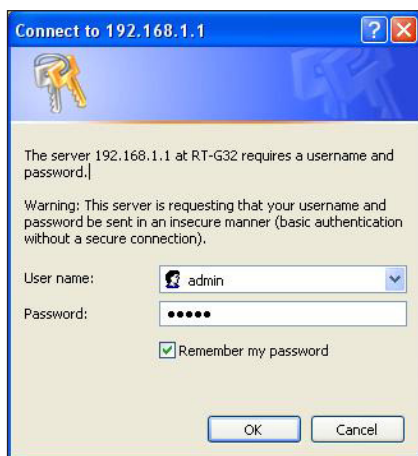 Connect to 192.168.1.1
The server 192.168.1.1 at RT-G32 requires a username and
password.
Warning: This server is requesting that your username and
password be sent in an insecure manner (basic authentication
without a secure connection).
User name:
admin
Password:
•••••
Remember my password
OK
Cancel